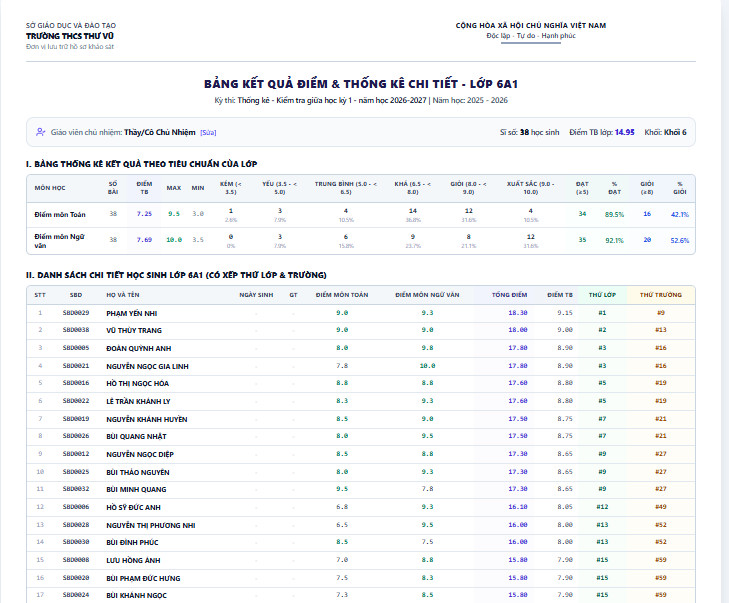 SỞ GIÁO DỤC VÀ ĐÀO TẠO
TRƯỜNG THCS THƯ VŨ
Đơn vị lưu trữ hồ sơ khảo sát
CỘNG HÒA XÃ HỘI CHỦ NGHĨA VIỆT NAM
Độc lập - Tự do - Hạnh phúc
BẢNG KẾT QUẢ ĐIỂM & THỐNG KÊ CHI TIẾT - LỚP 6A1
Kỳ thi: Thống kê - Kiểm tra giữa học kỳ 1 - năm học 2026-2027 | Năm học: 2025 - 2026
Giáo viên chủ nhiệm: Thầy/Cô Chủ Nhiệm [Sửa] Sĩ số: 38 học sinh Điểm TB lớp: 14.95 Khối: Khối 6
I. BẢNG THỐNG KÊ KẾT QUẢ THEO TIÊU CHUẨN CỦA LỚP
MÔN HỌC SỐ BÀI ĐIỂM TB MAX MIN KÉM (< 3.5) YẾU (3.5 - < 5.0) TRUNG BÌNH (5.0 - < 6.5) KHÁ (6.5 - < 8.0) GIỎI (8.0 - < 9.0) XUẤT SẮC (9.0 - 10.0) ĐẠT (≥5) % ĐẠT GIỎI (≥8) % GIỎI
Điểm môn Toán 38 7.25 9.5 3.0 1 3 4 14 12 4 34 89.5% 16 42.1%
2.6% 7.9% 10.5% 36.8% 31.6% 10.5%
Điểm môn Ngữ văn 38 7.69 10.0 3.5 0 3 6 9 8 12 35 92.1% 20 52.6%
0% 7.9% 15.8% 23.7% 21.1% 31.6%
II. DANH SÁCH CHI TIẾT HỌC SINH LỚP 6A1 (CÓ XẾP THỨ LỚP & TRƯỜNG)
STT SBD HỌ VÀ TÊN NGÀY SINH GT ĐIỂM MÔN TOÁN ĐIỂM MÔN NGỮ VĂN TỔNG ĐIỂM ĐIỂM TB THỨ LỚP THỨ TRƯỜNG
1 SBD0029 PHẠM YẾN NHI - - 9.0 9.3 18.30 9.15 #1 #9
2 SBD0038 VŨ THÙY TRANG - - 9.0 9.0 18.00 9.00 #2 #13
3 SBD0005 ĐOÀN QUỲNH ANH - - 8.0 9.8 17.80 8.90 #3 #16
4 SBD0021 NGUYỄN NGỌC GIA LINH - - 7.8 10.0 17.80 8.90 #3 #16
5 SBD0016 HỒ THỊ NGỌC HÒA - - 8.8 8.8 17.60 8.80 #5 #19
6 SBD0022 LÊ TRẦN KHÁNH LY - - 8.3 9.3 17.60 8.80 #5 #19
7 SBD0019 NGUYỄN KHÁNH HUYỀN - - 8.5 9.0 17.50 8.75 #7 #21
8 SBD0026 BÙI QUANG NHẬT - - 8.0 9.5 17.50 8.75 #7 #21
9 SBD0012 NGUYỄN NGỌC DIỆP - - 8.5 8.8 17.30 8.65 #9 #27
10 SBD0025 BÙI THẢO NGUYÊN - - 8.0 9.3 17.30 8.65 #9 #27
11 SBD0032 BÙI MINH QUANG - - 9.5 7.8 17.30 8.65 #9 #27
12 SBD0006 HỒ SỸ ĐỨC ANH - - 6.8 9.3 16.10 8.05 #12 #49
13 SBD0028 NGUYỄN THỊ PHƯƠNG NHI - - 6.5 9.5 16.00 8.00 #13 #52
14 SBD0030 BÙI ĐÌNH PHÚC - - 8.5 7.5 16.00 8.00 #13 #52
15 SBD0008 LƯU HỒNG ÁNH - - 7.0 8.8 15.80 7.90 #15 #59
16 SBD0020 BÙI PHẠM ĐỨC HƯNG - - 7.5 8.3 15.80 7.90 #15 #59
17 SBD0024 BÙI KHÁNH NGỌC - - 7.3 8.5 15.80 7.90 #15 #59